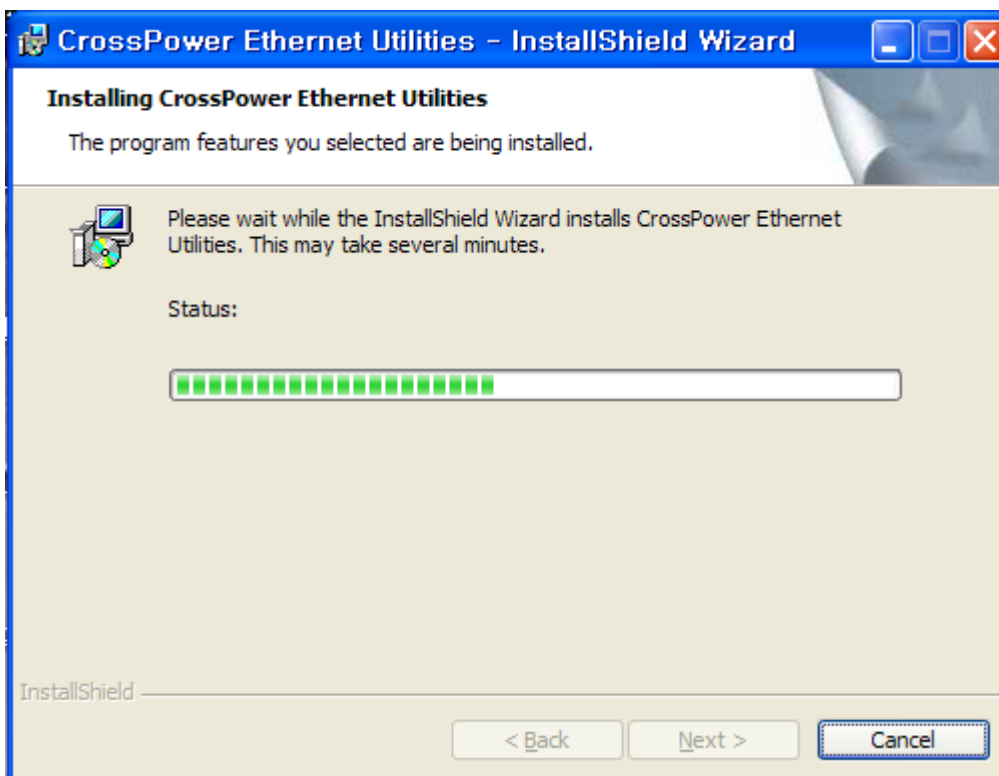 CrossPower Ethernet Utilities - InstallShield Wizard
Installing CrossPower Ethernet Utilities
The program features you selected are being installed.
Please wait while the InstallShield Wizard installs CrossPower Ethernet
Utilities. This may take several minutes.
Status:
InstallShield
< Back
Next >
Cancel